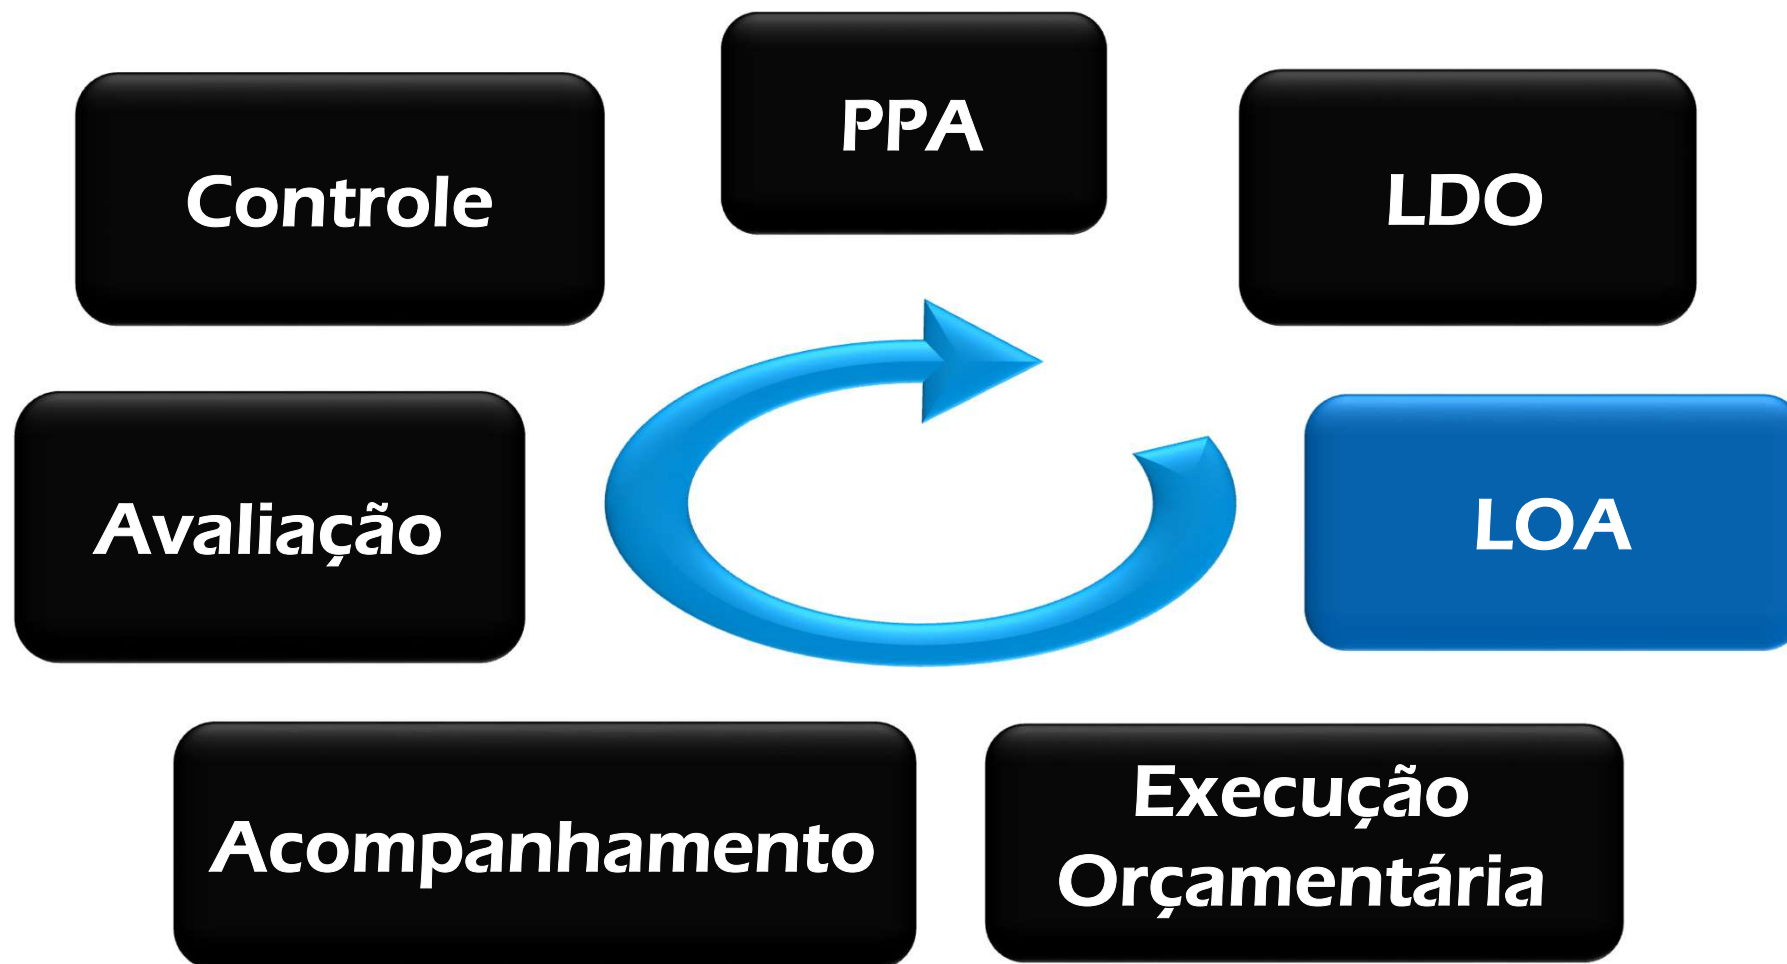 PPA
LDO
LOA
Execução
Orçamentária
Acompanhamento
Avaliação
Controle